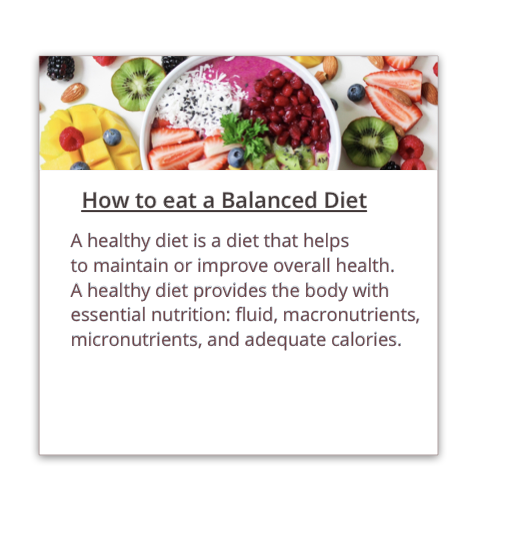 How to eat a Balanced Diet
A healthy diet is a diet that helps
to maintain or improve overall health.
A healthy diet provides the body with
essential nutrition: fluid, macronutrients,
micronutrients, and adequate calories.